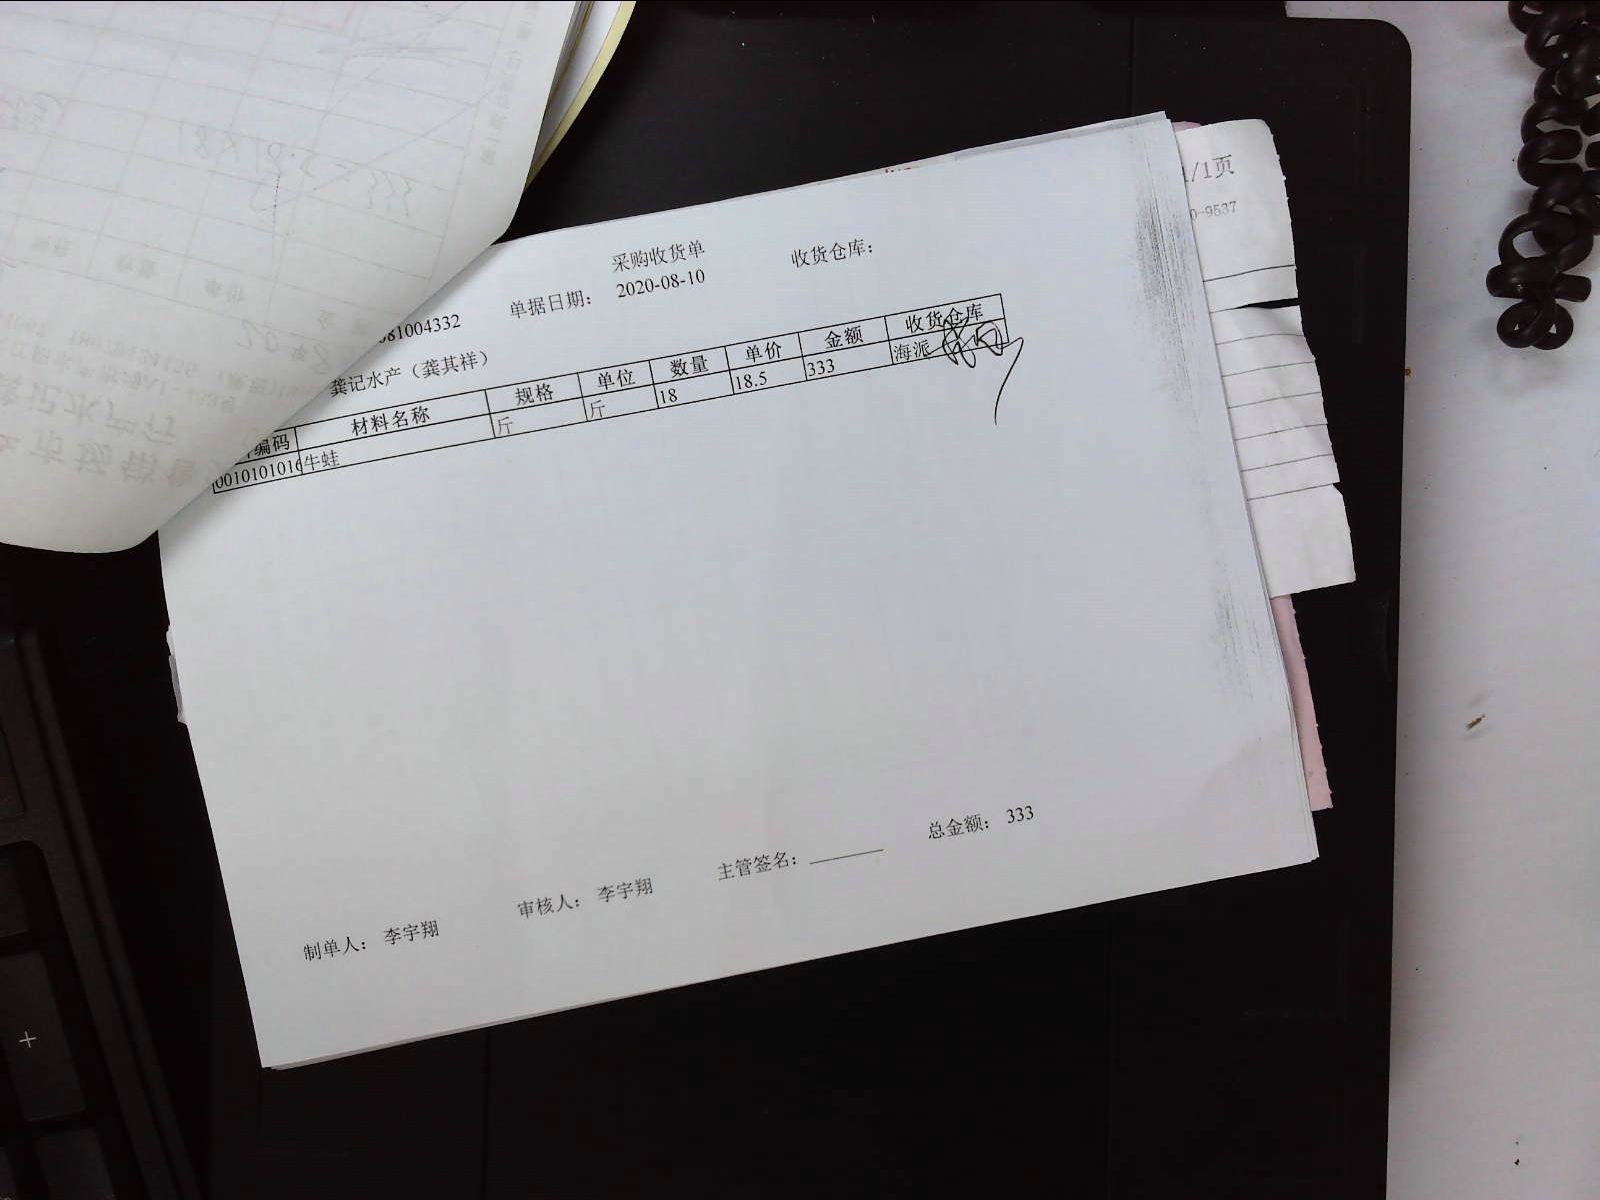 采购收货单
单据日期： 2020-08-10 收货仓库：
081004332
龚记水产（龚其祥）
编码 材料名称 规格 单位 数量 单价 金额 收货仓库
0010101016 牛蛙 斤 斤 18 18.5 333 海派
总金额： 333
制单人： 李宇翔 审核人： 李宇翔 主管签名：
1/1页
0-9537
+